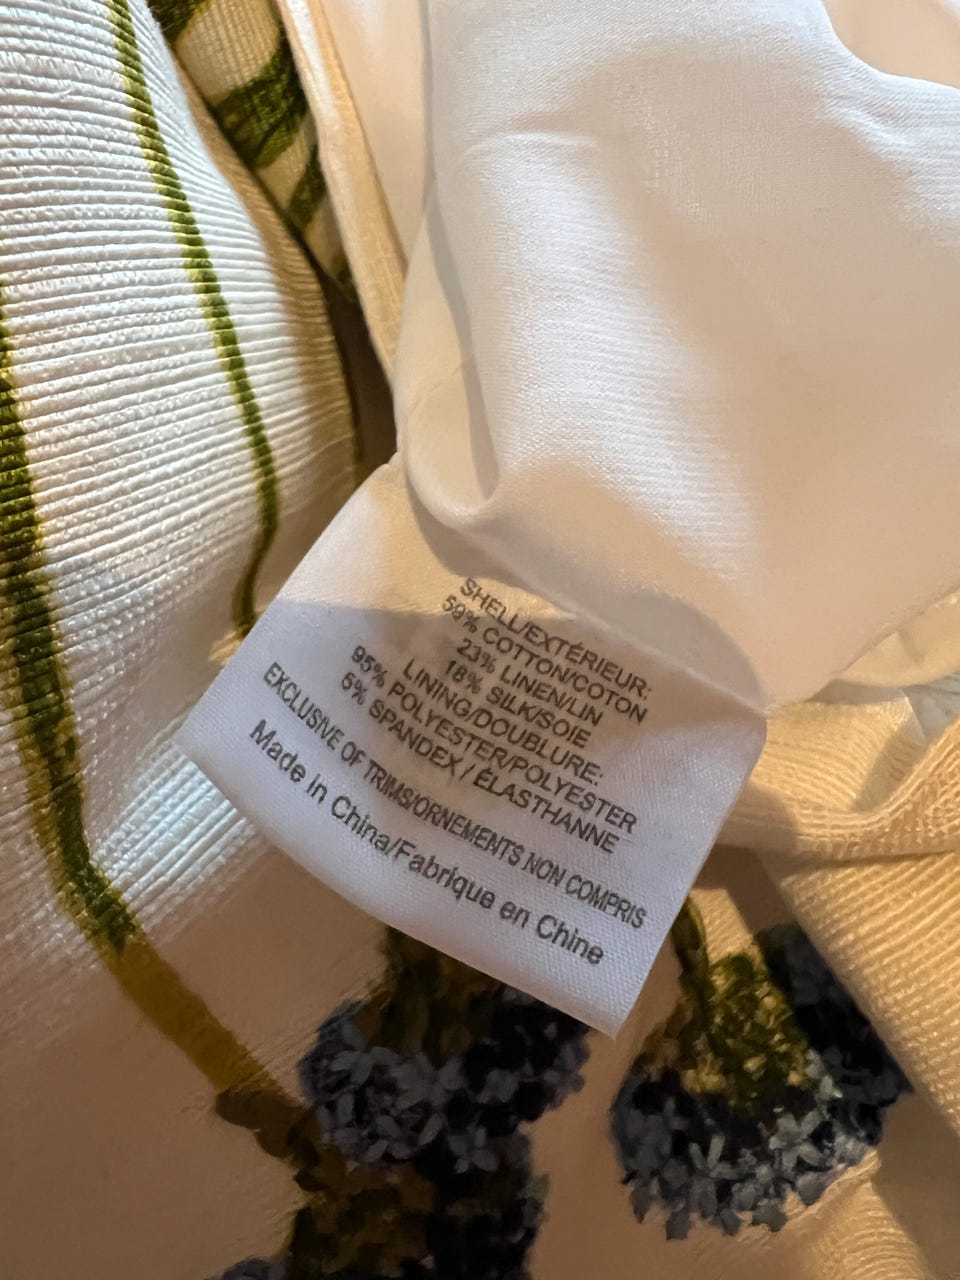 SHELL/EXTÉRIEUR:
59% COTTON/COTON
23% LINEN/LIN
18% SILK/SOIE
LINING/DOUBLURE:
95% POLYESTER/POLYESTER
5% SPANDEX / ÉLASTHANNE
EXCLUSIVE OF TRIMS/ORNEMENTS NON COMPRIS
Made in China/Fabrique en Chine